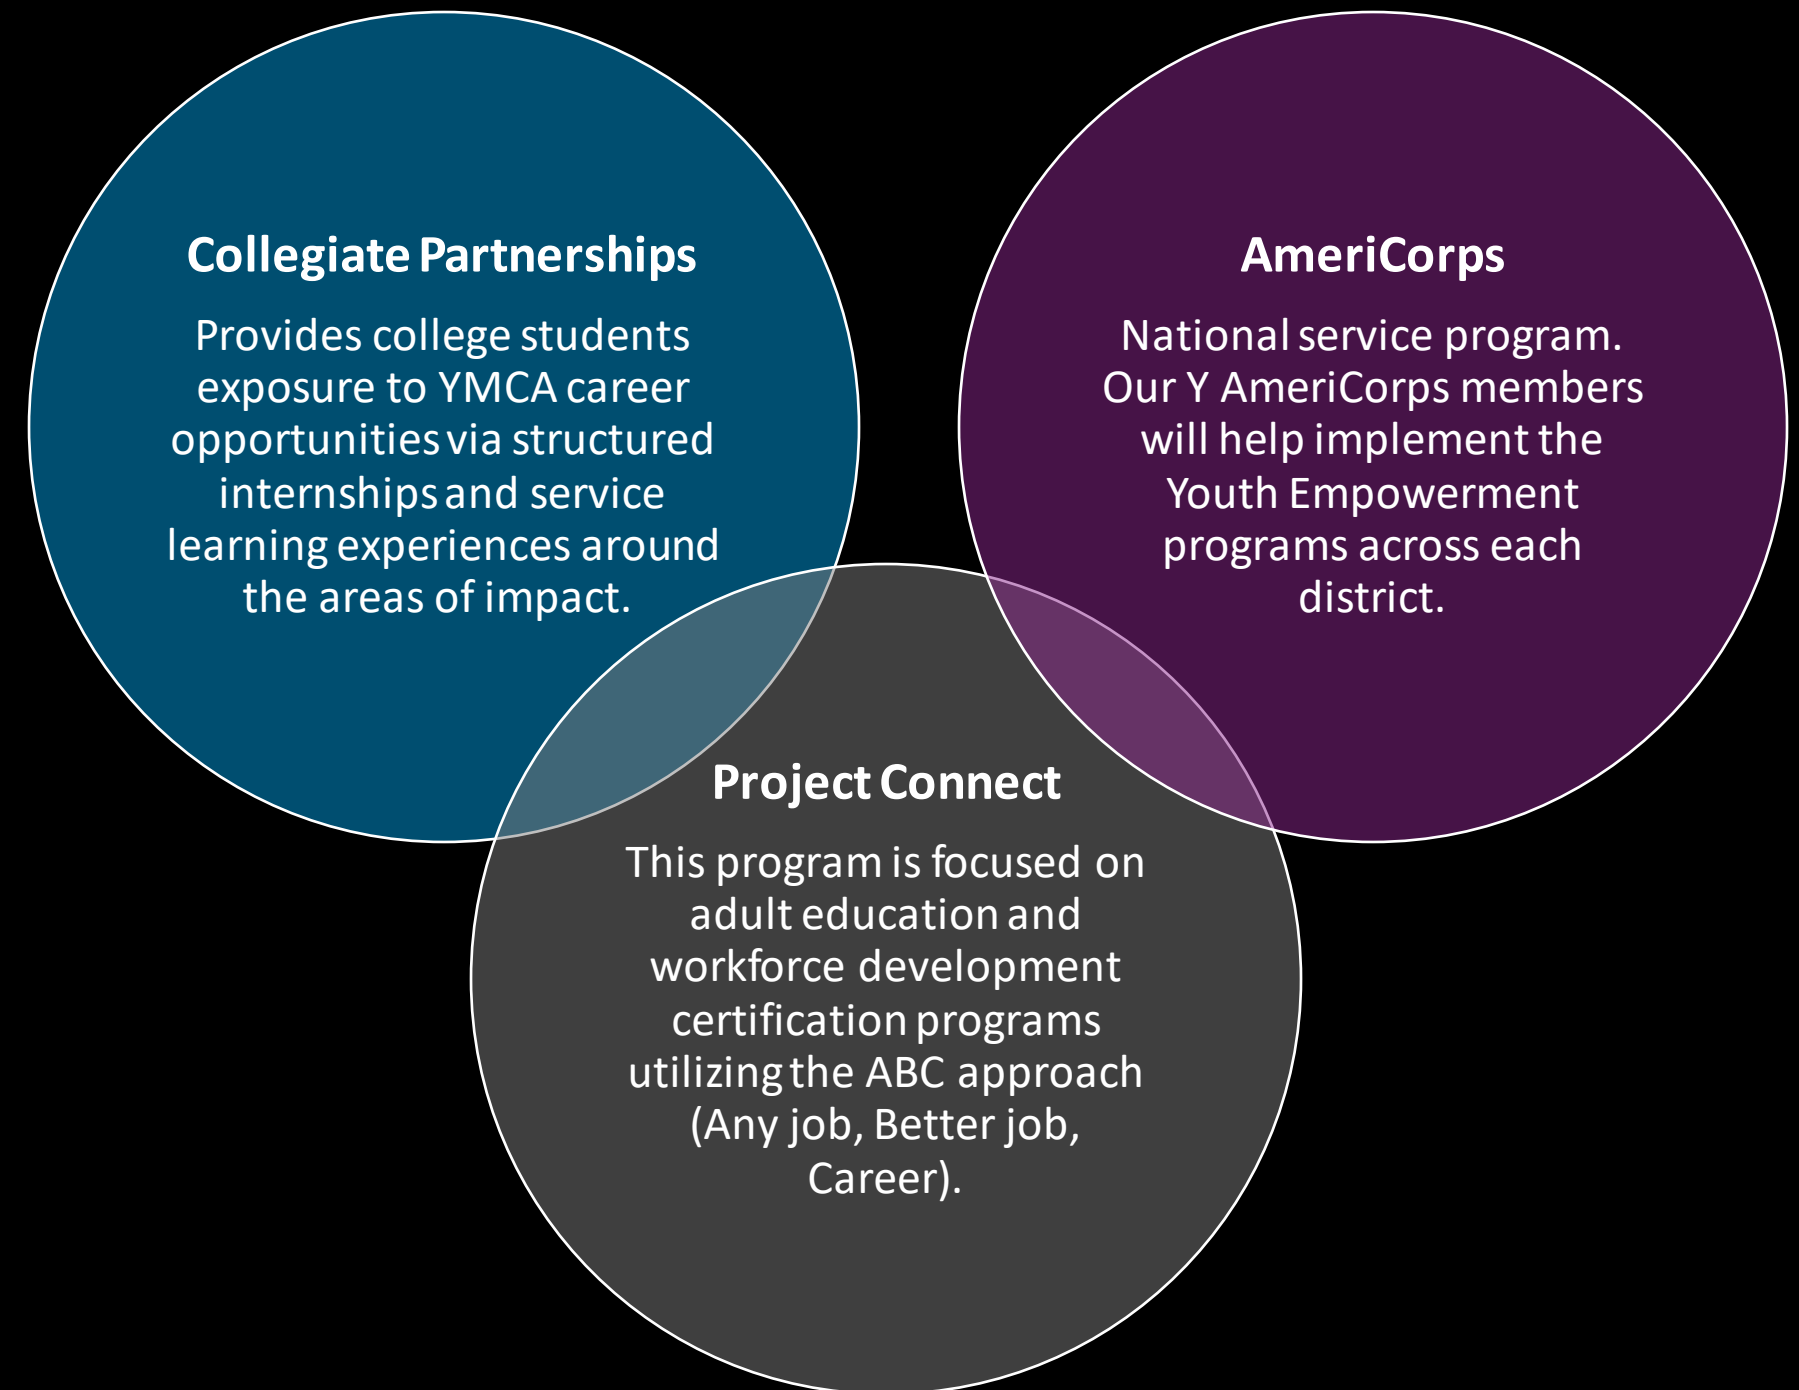 Collegiate Partnerships
Provides college students
exposure to YMCA career
opportunities via structured
internships and service
learning experiences around
the areas of impact.
AmeriCorps
National service program.
Our Y AmeriCorps members
will help implement the
Youth Empowerment
programs across each
district.
Project Connect
This program is focused on
adult education and
workforce development
certification programs
utilizing the ABC approach
(Any job, Better job,
Career).